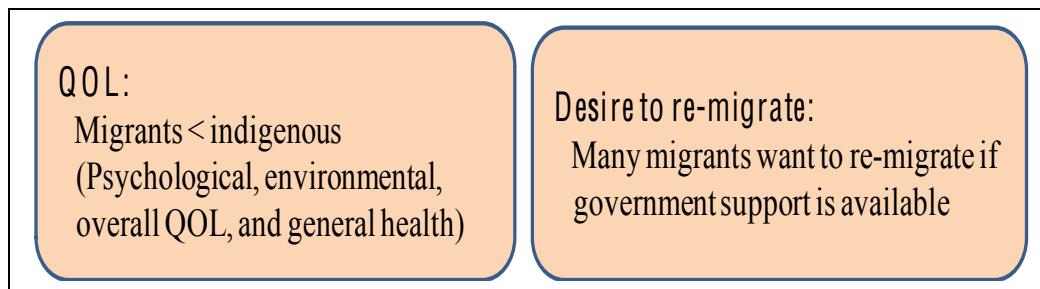 QOL:
Migrants < indigenous
(Psychological, environmental,
overall QOL, and general health)
Desire to re-migrate:
Many migrants want to re-migrate if
government support is available